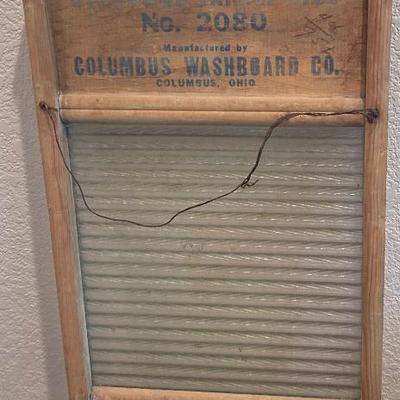 No. 2080
Manufactured by
COLUMBUS WASHBOARD CO.
COLUMBUS, OHIO